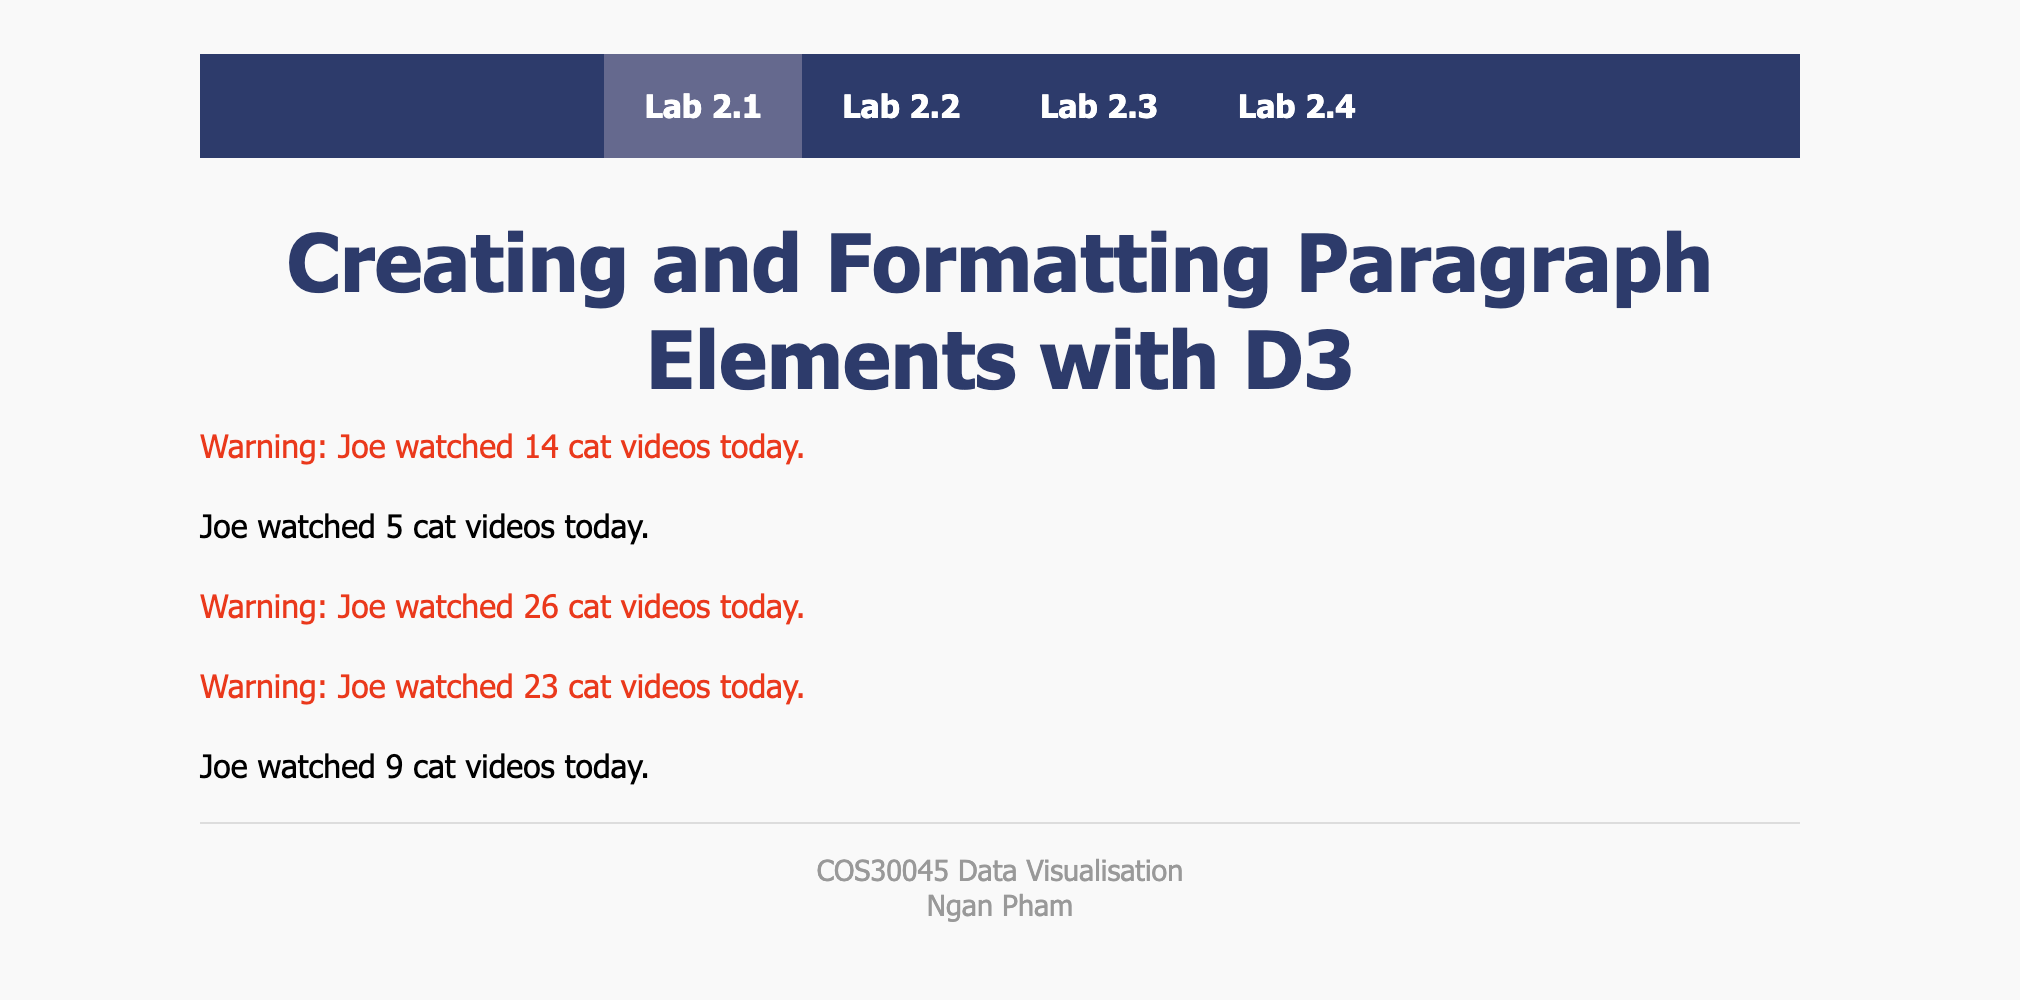 Lab 2.1 Lab 2.2 Lab 2.3 Lab 2.4
Creating and Formatting Paragraph
Elements with D3
Warning: Joe watched 14 cat videos today.
Joe watched 5 cat videos today.
Warning: Joe watched 26 cat videos today.
Warning: Joe watched 23 cat videos today.
Joe watched 9 cat videos today.
COS30045 Data Visualisation
Ngan Pham